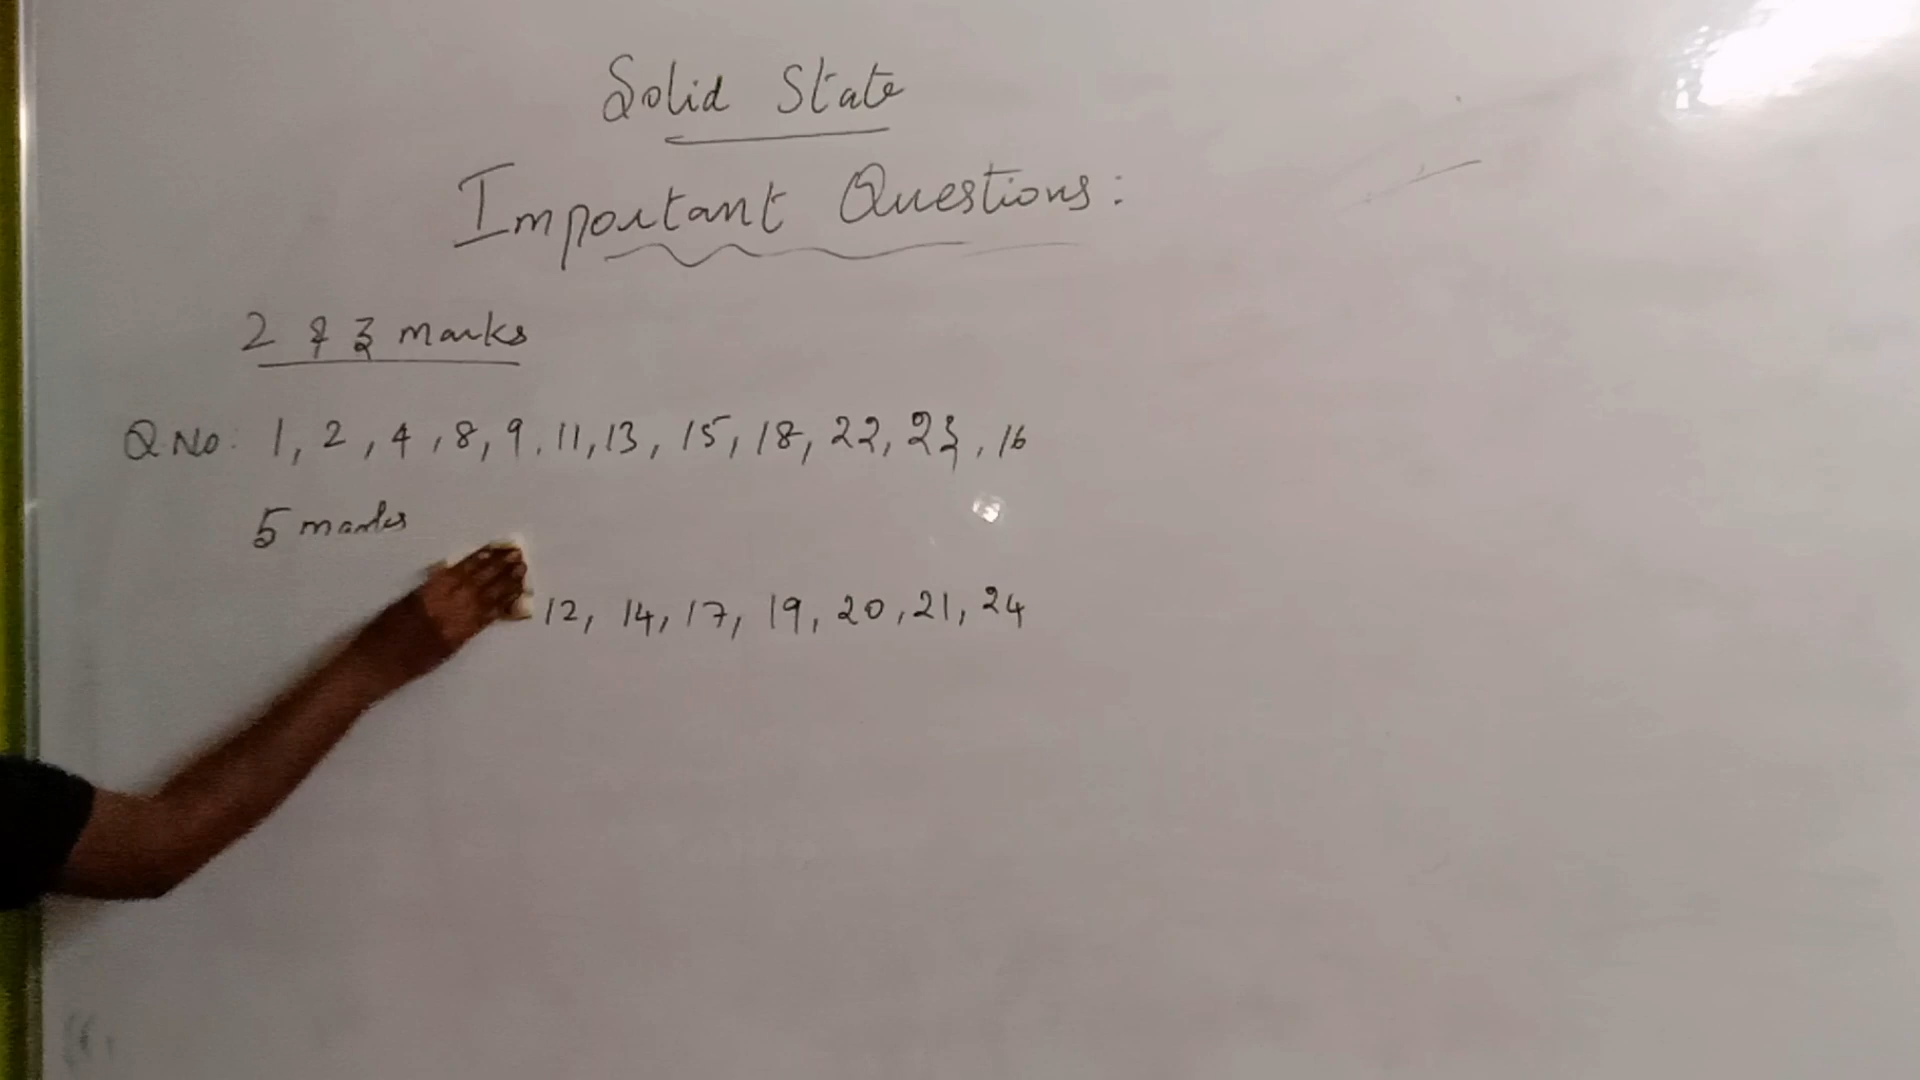 Solid State
Important Questions:
2 & 3 marks
Q No: 1, 2, 4, 8, 9, 11, 13, 15, 18, 22, 23, 16
5 marks
12, 14, 17, 19, 20, 21, 24